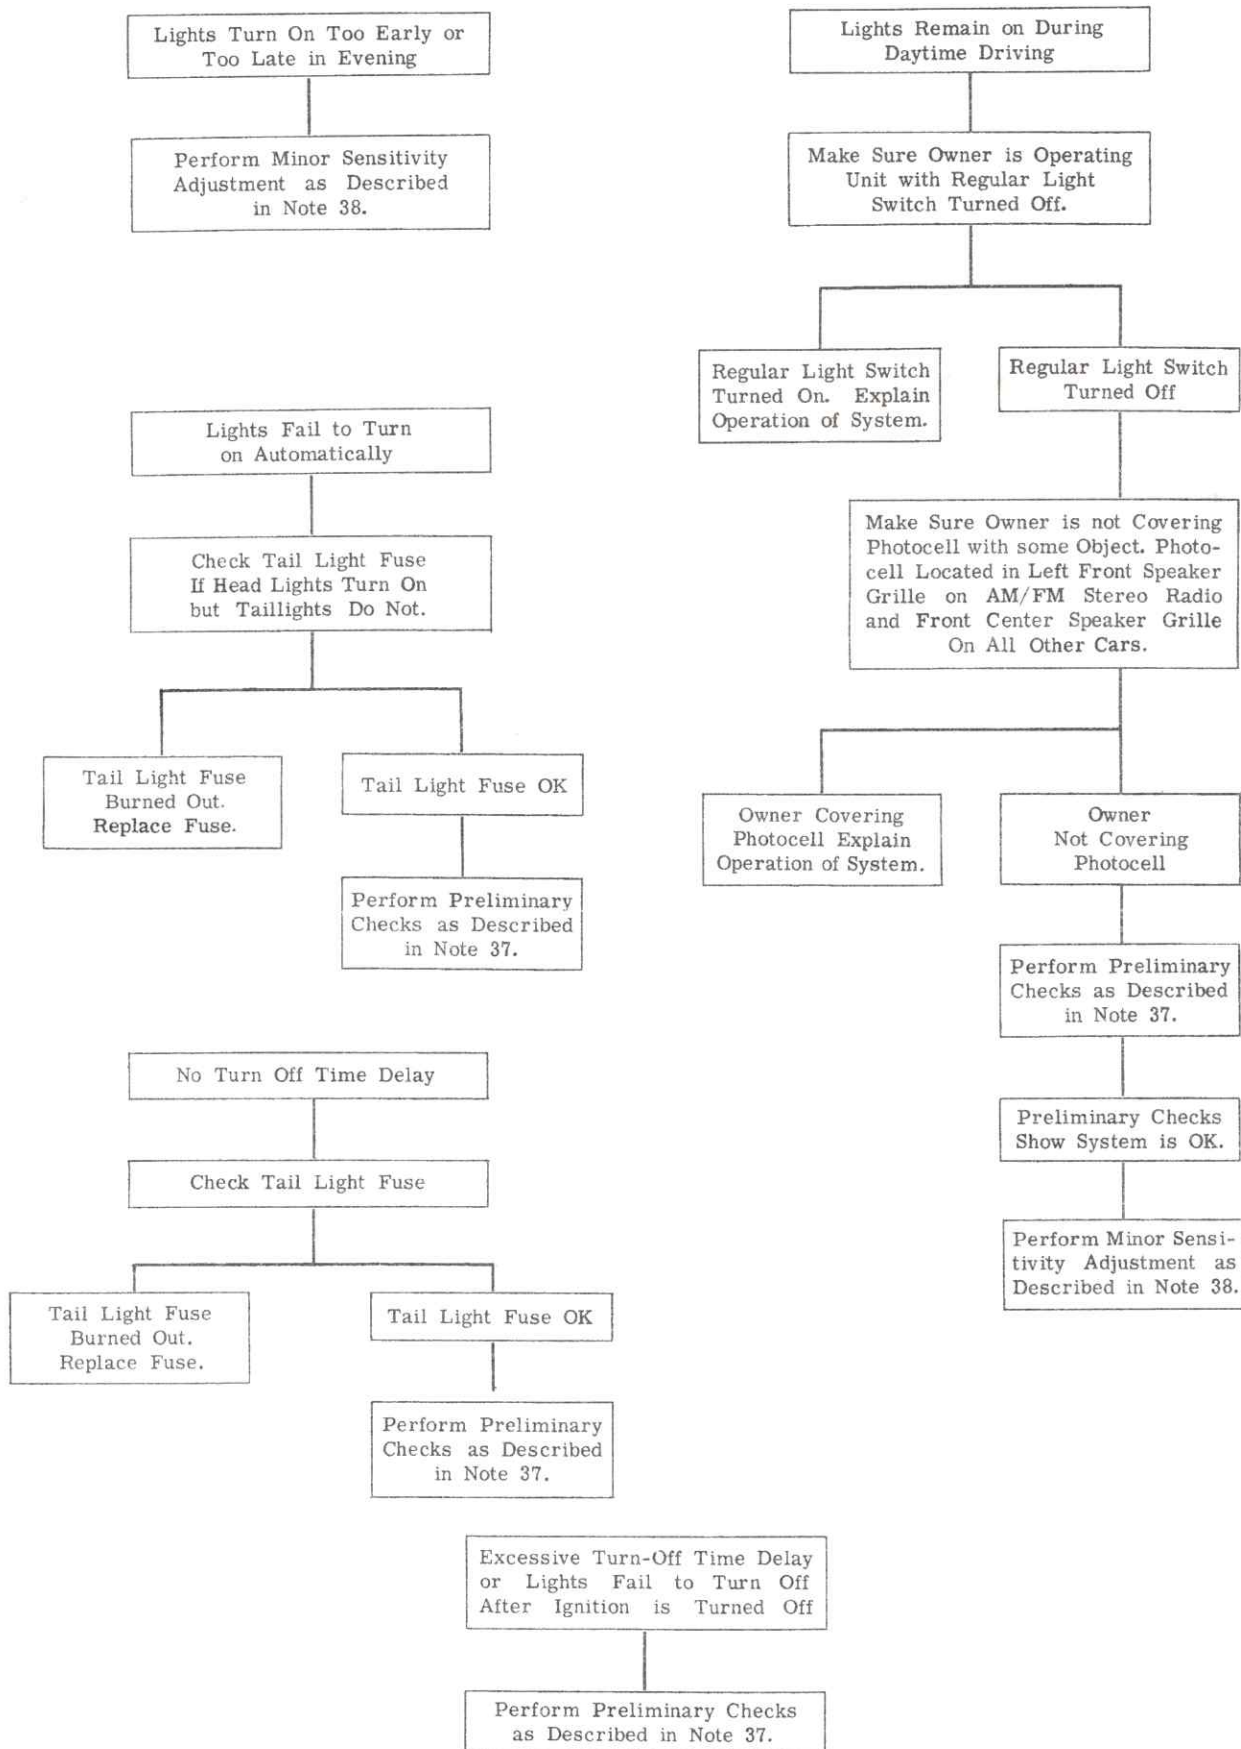 Lights Turn On Too Early or
Too Late in Evening
Perform Minor Sensitivity
Adjustment as Described
in Note 38.
Lights Fail to Turn
on Automatically
Check Tail Light Fuse
If Head Lights Turn On
but Taillights Do Not.
Tail Light Fuse
Burned Out.
Replace Fuse.
Tail Light Fuse OK
Perform Preliminary
Checks as Described
in Note 37.
No Turn Off Time Delay
Check Tail Light Fuse
Tail Light Fuse
Burned Out.
Replace Fuse.
Tail Light Fuse OK
Perform Preliminary
Checks as Described
in Note 37.
Lights Remain on During
Daytime Driving
Make Sure Owner is Operating
Unit with Regular Light
Switch Turned Off.
Regular Light Switch
Turned On. Explain
Operation of System.
Regular Light Switch
Turned Off
Make Sure Owner is not Covering
Photocell with some Object. Photo-
cell Located in Left Front Speaker
Grille on AM/FM Stereo Radio
and Front Center Speaker Grille
On All Other Cars.
Owner Covering
Photocell Explain
Operation of System.
Owner
Not Covering
Photocell
Perform Preliminary
Checks as Described
in Note 37.
Preliminary Checks
Show System is OK.
Perform Minor Sensi-
tivity Adjustment as
Described in Note 38.
Excessive Turn-Off Time Delay
or Lights Fail to Turn Off
After Ignition is Turned Off
Perform Preliminary Checks
as Described in Note 37.